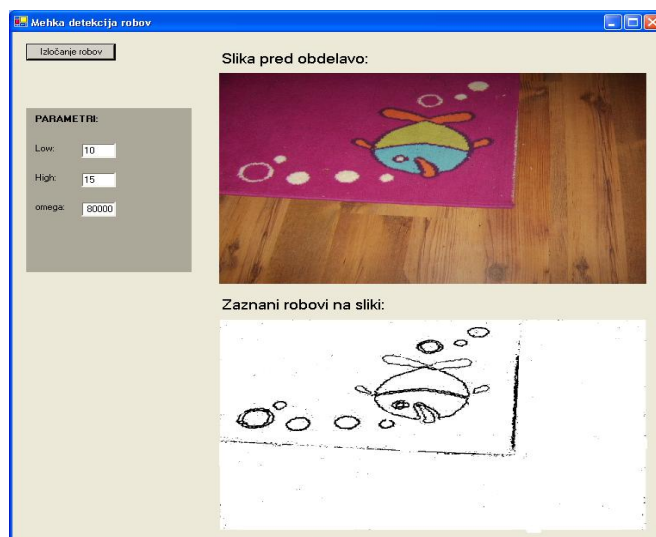 Mehka detekcija robov
Izločanje robov
PARAMETRI:
Low: 10
High: 15
omega: 80000
Slika pred obdelavo:
Zaznani robovi na sliki: